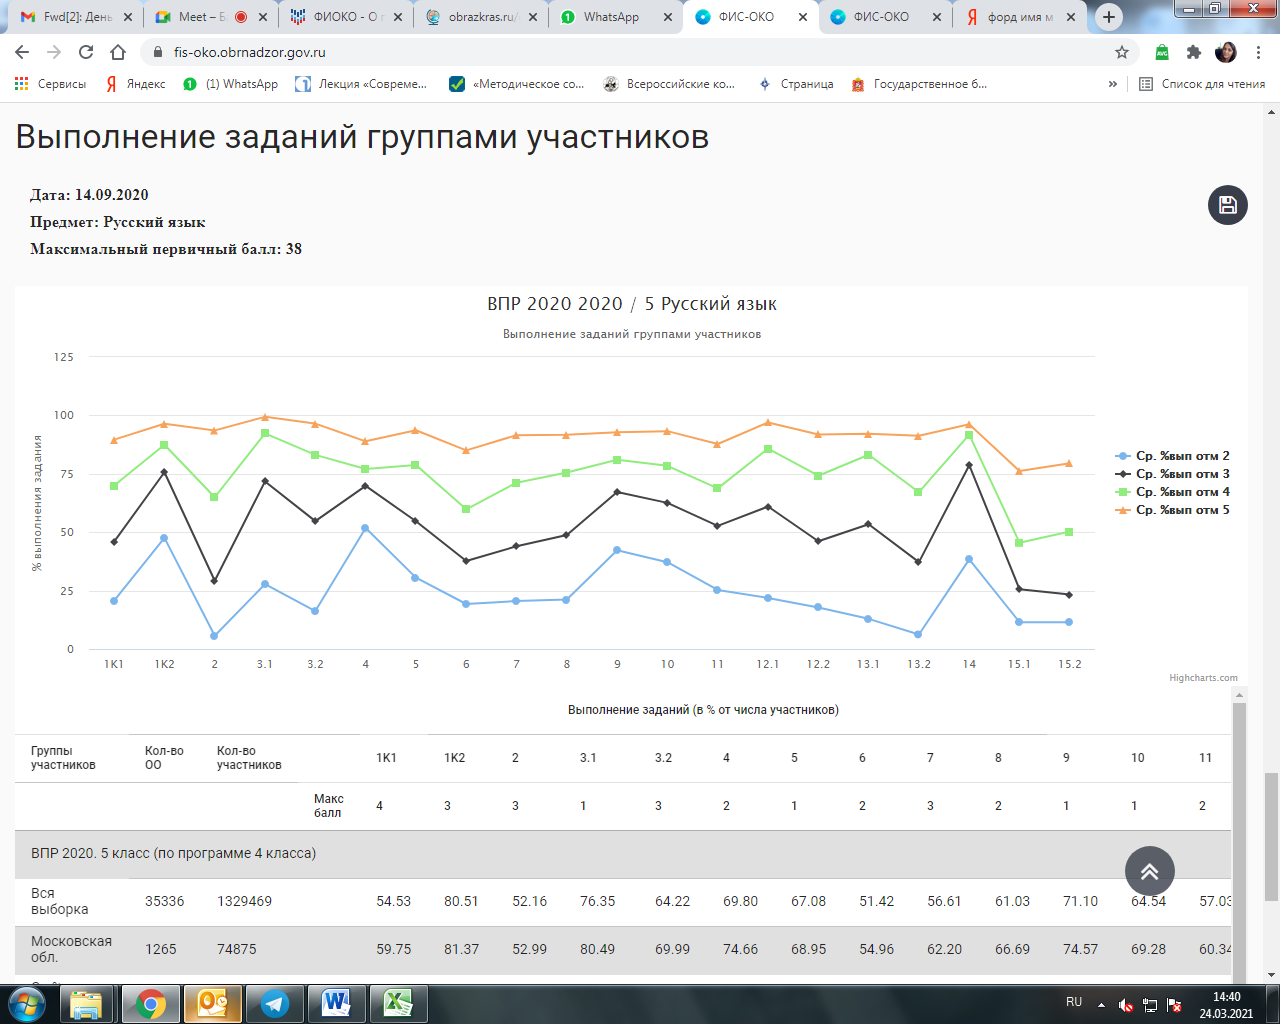 Fwd[2]: День
Meet – Б
ФИОКО - О
obrazkras.ru/
WhatsApp
ФИС-ОКО
ФИС-ОКО
форд имя м
fis-oko.obrnadzor.gov.ru
Сервисы
Яндекс
(1) WhatsApp
Лекция «Совреме...
«Методическое со...
Всероссийские ко...
Страница
Государственное б...
»
Список для чтения
Выполнение заданий группами участников
Дата: 14.09.2020
Предмет: Русский язык
Максимальный первичный балл: 38
ВПР 2020 2020 / 5 Русский язык
Выполнение заданий группами участников
% выполнения задания
125
100
75
50
25
0
1К1 1К2 2 3.1 3.2 4 5 6 7 8 9 10 11 12.1 12.2 13.1 13.2 14 15.1 15.2
Ср. %вып отм 2
Ср. %вып отм 3
Ср. %вып отм 4
Ср. %вып отм 5
Highcharts.com
Выполнение заданий (в % от числа участников)
Группы участников Кол-во ОО Кол-во участников 1К1 1К2 2 3.1 3.2 4 5 6 7 8 9 10 11
Макс балл 4 3 3 1 3 2 1 2 3 2 1 1 2
ВПР 2020. 5 класс (по программе 4 класса)
Вся выборка 35336 1329469 54.53 80.51 52.16 76.35 64.22 69.80 67.08 51.42 56.61 61.03 71.10 64.54 57.03
Московская обл. 1265 74875 59.75 81.37 52.99 80.49 69.99 74.66 68.95 54.96 62.20 66.69 74.57 69.28 60.34
RU
14:40
24.03.2021